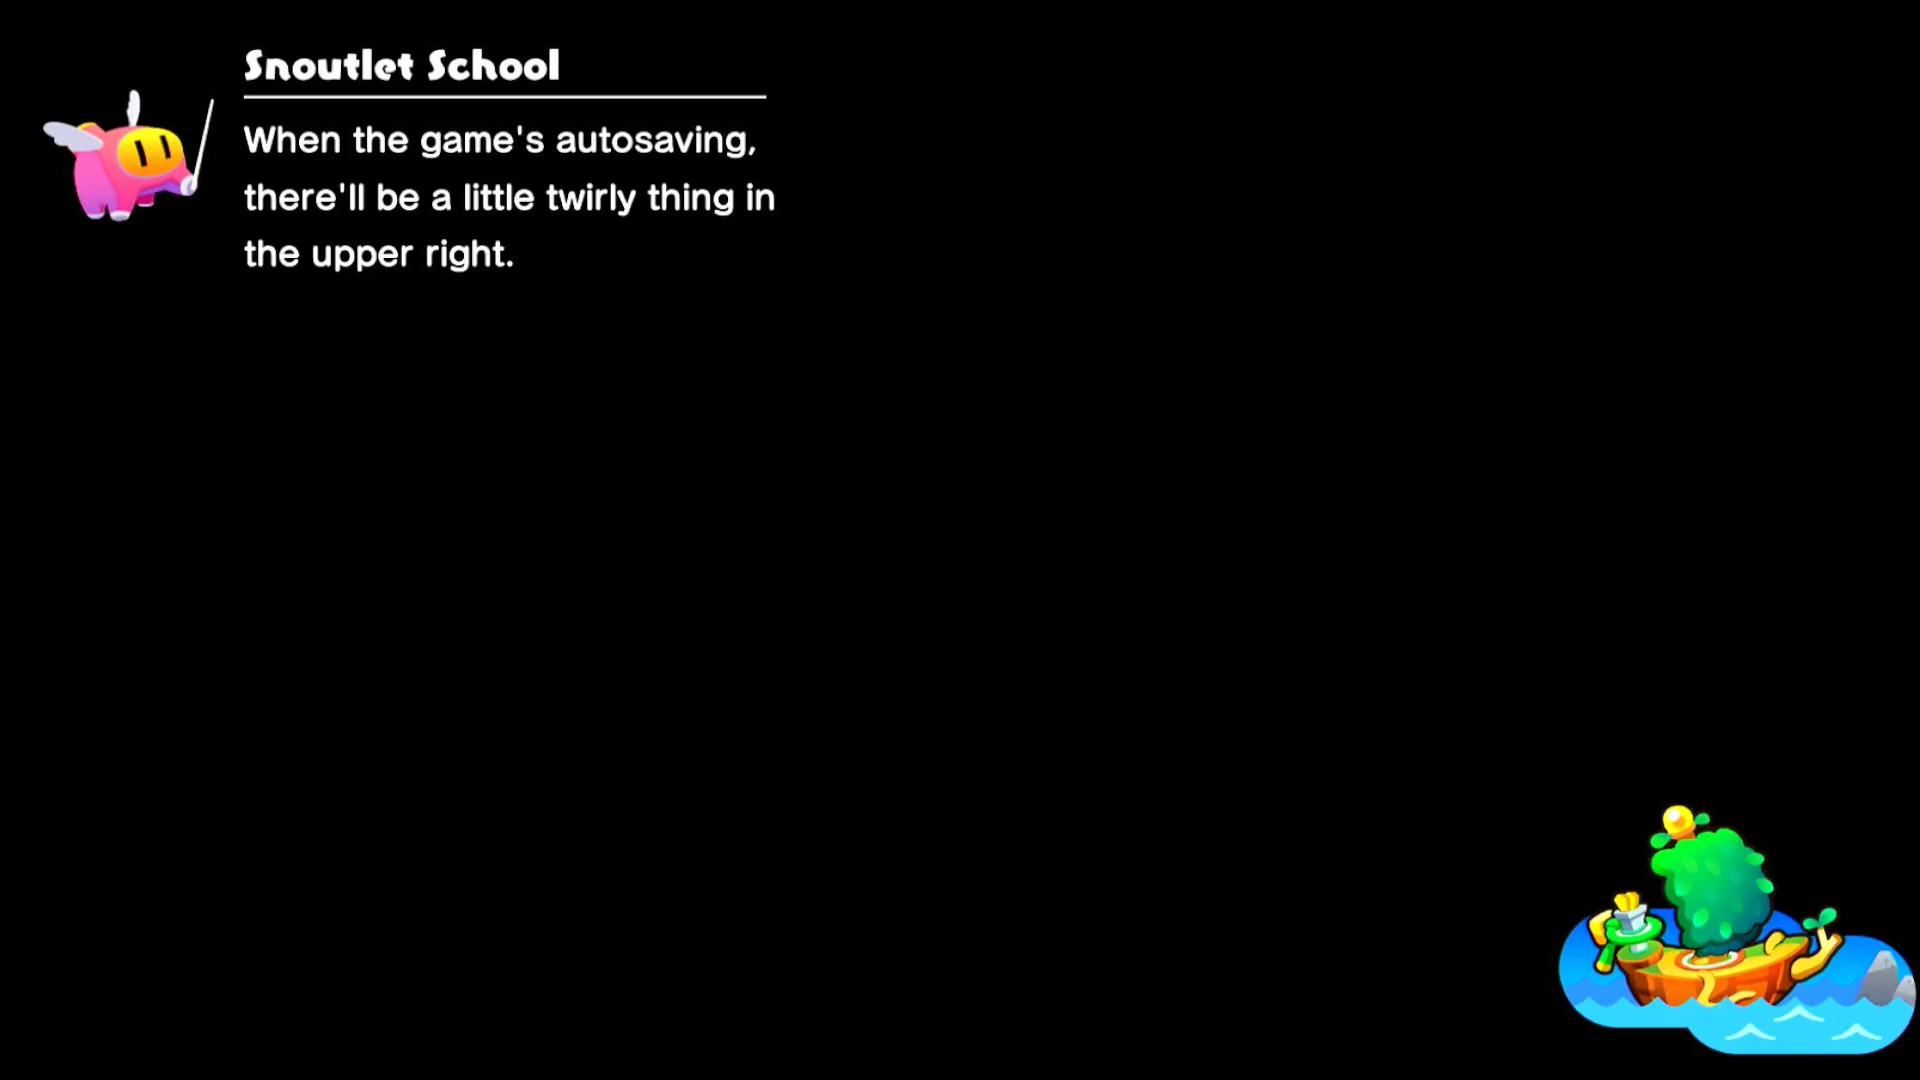 Snoutlet School
When the game's autosaving,
there'll be a little twirly thing in
the upper right.